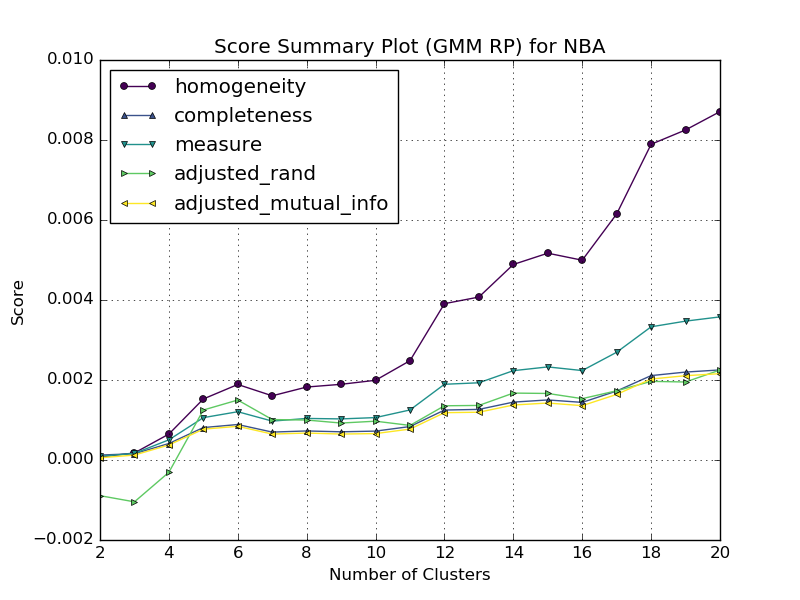 Score Summary Plot (GMM RP) for NBA
0.010
0.008
0.006
0.004
0.002
0.000
−0.002
homogeneity
completeness
measure
adjusted_rand
adjusted_mutual_info
Score
2 4 6 8 10 12 14 16 18 20
Number of Clusters